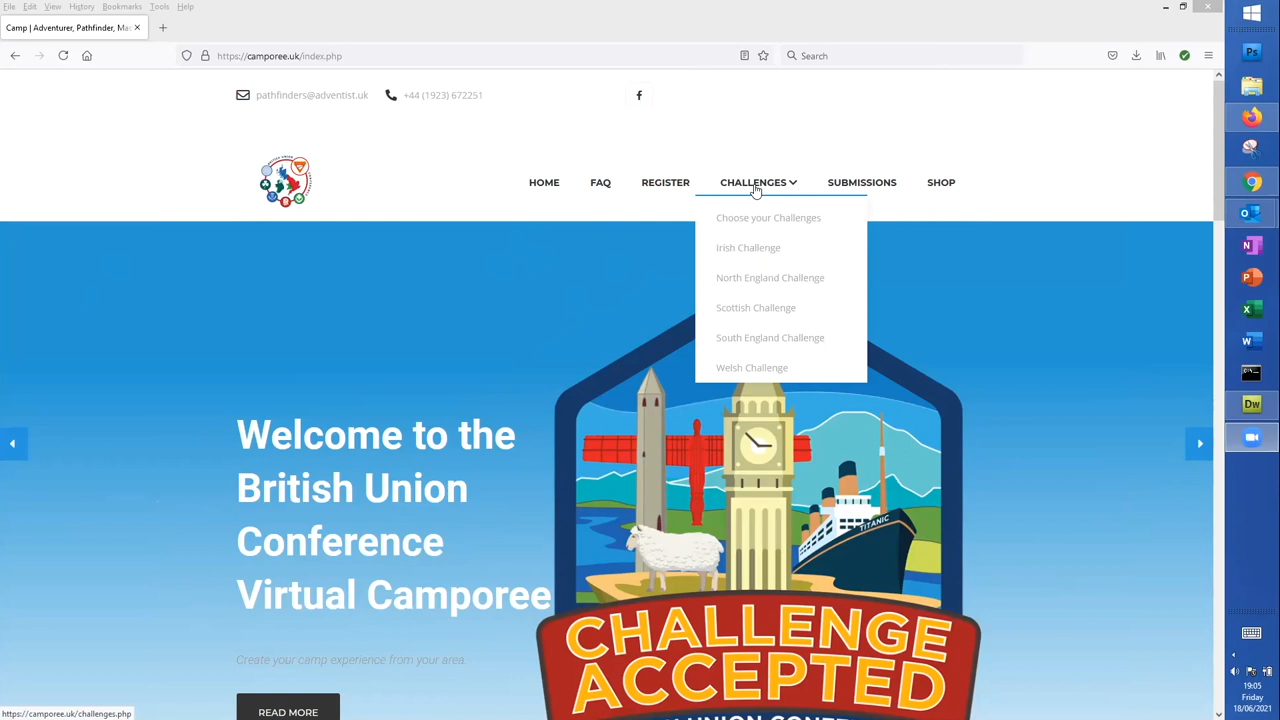 File Edit View History Bookmarks Tools Help
Camp | Adventurer, Pathfinder, Ma
https://camporee.uk/index.php
Search
pathfinders@adventist.uk +44 (1923) 672251
HOME FAQ REGISTER CHALLENGES SUBMISSIONS SHOP
Choose your Challenges
Irish Challenge
North England Challenge
Scottish Challenge
South England Challenge
Welsh Challenge
Welcome to the
British Union
Conference
Virtual Camporee
Create your camp experience from your area.
READ MORE
TITANIC
CHALLENGE
ACCEPTED
https://camporee.uk/challenges.php
Ps
Dw
19:05
Friday
18/06/2021